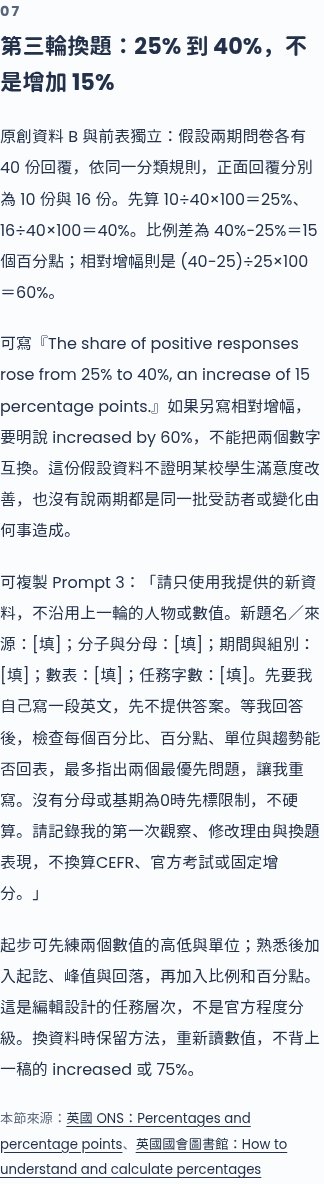 07
第三輪換題：25% 到 40%，不
是增加 15%
原創資料 B 與前表獨立：假設兩期問卷各有
40 份回覆，依同一分類規則，正面回覆分別
為 10 份與 16 份。先算 10÷40×100＝25%、
16÷40×100＝40%。比例差為 40%-25%＝15
個百分點；相對增幅則是 (40-25)÷25×100
＝60%。
可寫『The share of positive responses
rose from 25% to 40%, an increase of 15
percentage points.』如果另寫相對增幅，
要明說 increased by 60%，不能把兩個數字
互換。這份假設資料不證明某校學生滿意度改
善，也沒有說兩期都是同一批受訪者或變化由
何事造成。
可複製 Prompt 3：「請只使用我提供的新資
料，不沿用上一輪的人物或數值。新題名／來
源：[填]；分子與分母：[填]；期間與組別：
[填]；數表：[填]；任務字數：[填]。先要我
自己寫一段英文，先不提供答案。等我回答
後，檢查每個百分比、百分點、單位與趨勢能
否回表，最多指出兩個最優先問題，讓我重
寫。沒有分母或基期為0時先標限制，不硬
算。請記錄我的第一次觀察、修改理由與換題
表現，不換算CEFR、官方考試或固定增
分。」
起步可先練兩個數值的高低與單位；熟悉後加
入起訖、峰值與回落，再加入比例和百分點。
這是編輯設計的任務層次，不是官方程度分
級。換資料時保留方法，重新讀數值，不背上
一稿的 increased 或 75%。
本節來源：英國 ONS：Percentages and
percentage points、英國國會圖書館：How to
understand and calculate percentages